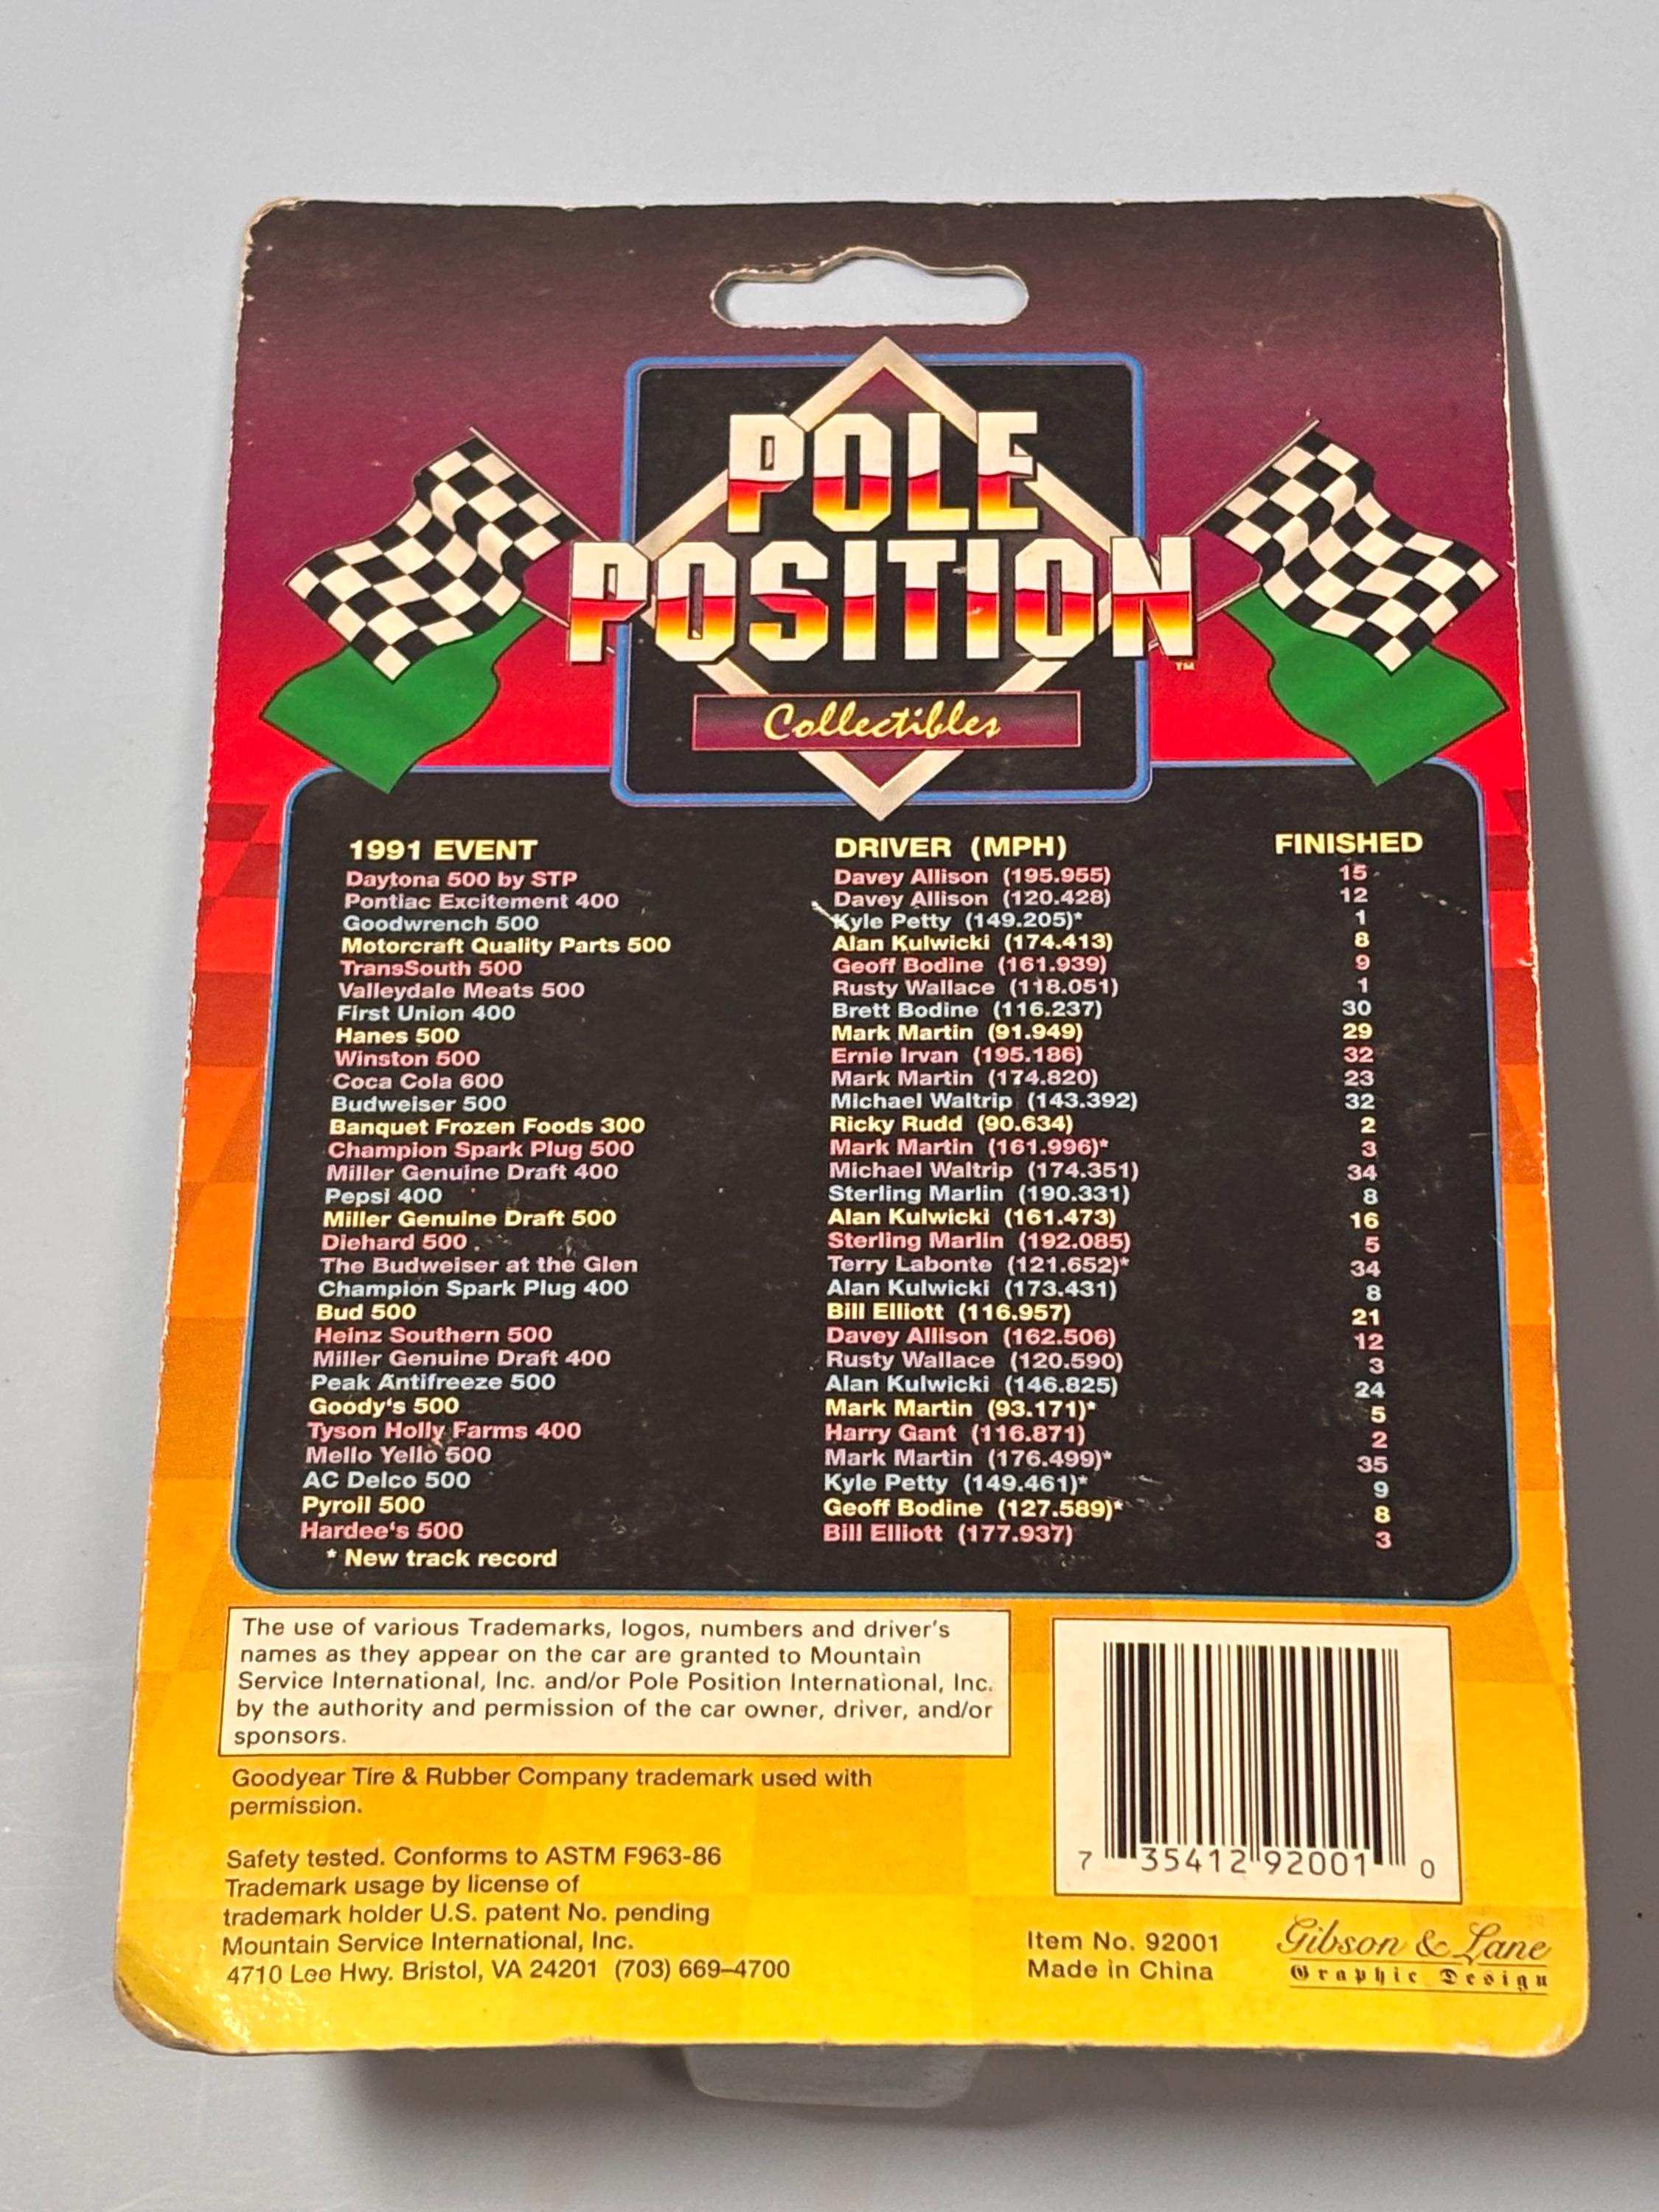 POLE
POSITION™
Collectibles
1991 EVENT DRIVER (MPH) FINISHED
Daytona 500 by STP Davey Allison (195.955) 15
Pontiac Excitement 400 Davey Allison (120.428) 12
Goodwrench 500 Kyle Petty (149.205)* 1
Motorcraft Quality Parts 500 Alan Kulwicki (174.413) 8
TransSouth 500 Geoff Bodine (161.939) 9
Valleydale Meats 500 Rusty Wallace (118.051) 1
First Union 400 Brett Bodine (116.237) 30
Hanes 500 Mark Martin (91.949) 29
Winston 500 Ernie Irvan (195.186) 32
Coca Cola 600 Mark Martin (174.820) 23
Budweiser 500 Michael Waltrip (143.392) 32
Banquet Frozen Foods 300 Ricky Rudd (90.634) 2
Champion Spark Plug 500 Mark Martin (161.996)* 3
Miller Genuine Draft 400 Michael Waltrip (174.351) 34
Pepsi 400 Sterling Marlin (190.331) 8
Miller Genuine Draft 500 Alan Kulwicki (161.473) 16
Diehard 500 Sterling Marlin (192.085) 5
The Budweiser at the Glen Terry Labonte (121.652)* 34
Champion Spark Plug 400 Alan Kulwicki (173.431) 8
Bud 500 Bill Elliott (116.957) 21
Heinz Southern 500 Davey Allison (162.506) 12
Miller Genuine Draft 400 Rusty Wallace (120.590) 3
Peak Antifreeze 500 Alan Kulwicki (146.825) 24
Goody's 500 Mark Martin (93.171)* 5
Tyson Holly Farms 400 Harry Gant (116.871) 2
Mello Yello 500 Mark Martin (176.499)* 35
AC Delco 500 Kyle Petty (149.461)* 9
Pyroil 500 Geoff Bodine (127.589)* 8
Hardee's 500 Bill Elliott (177.937) 3
* New track record
The use of various Trademarks, logos, numbers and driver's
names as they appear on the car are granted to Mountain
Service International, Inc. and/or Pole Position International, Inc.
by the authority and permission of the car owner, driver, and/or
sponsors.
Goodyear Tire & Rubber Company trademark used with
permission.
Safety tested. Conforms to ASTM F963-86
Trademark usage by license of
trademark holder U.S. patent No. pending
Mountain Service International, Inc.
4710 Lee Hwy. Bristol, VA 24201 (703) 669–4700
7 35412 92001 0
Item No. 92001
Made in China
Gibson & Lane
Graphic Design